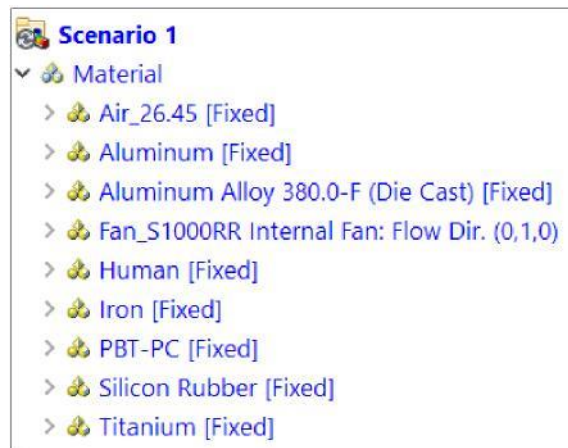 Scenario 1
Material
Air_26.45 [Fixed]
Aluminum [Fixed]
Aluminum Alloy 380.0-F (Die Cast) [Fixed]
Fan_S1000RR Internal Fan: Flow Dir. (0,1,0)
Human [Fixed]
Iron [Fixed]
PBT-PC [Fixed]
Silicon Rubber [Fixed]
Titanium [Fixed]